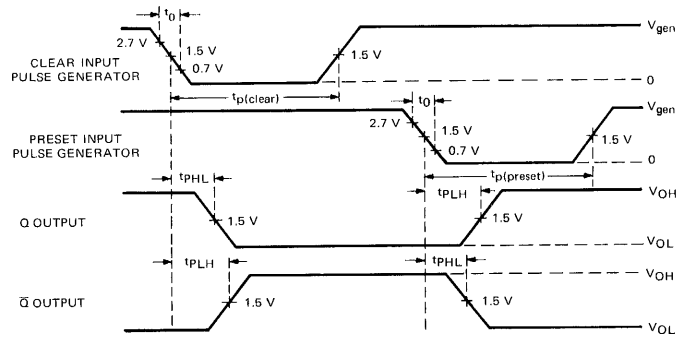 t0
Vgen
2.7 V
1.5 V
1.5 V
0.7 V
CLEAR INPUT
PULSE GENERATOR
0
tp(clear)
t0
Vgen
2.7 V
1.5 V
1.5 V
0.7 V
PRESET INPUT
PULSE GENERATOR
0
tp(preset)
tPHL
tPLH
VOH
1.5 V
1.5 V
Q OUTPUT
VOL
tPLH
tPHL
VOH
1.5 V
1.5 V
Q̅ OUTPUT
VOL